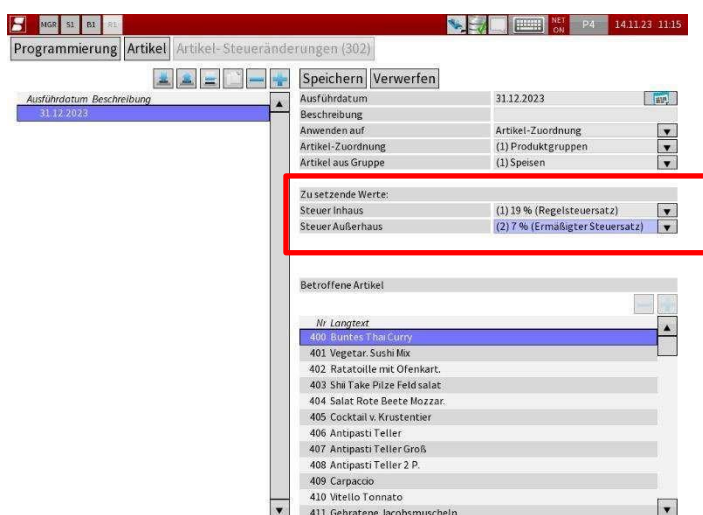 MGR S1 B1 RS NET ON P4 14.11.23 11:15
Programmierung Artikel Artikel-Steueränderungen (302)
Speichern Verwerfen
Ausführdatum Beschreibung
31.12.2023
Ausführdatum 31.12.2023
Beschreibung
Anwenden auf Artikel-Zuordnung
Artikel-Zuordnung (1) Produktgruppen
Artikel aus Gruppe (1) Speisen
Zu setzende Werte:
Steuer Inhaus (1) 19 % (Regelsteuersatz)
Steuer Außerhaus (2) 7 % (Ermäßigter Steuersatz)
Betroffene Artikel
Nr Langtext
400 Buntes Thai Curry
401 Vegetar. Sushi Mix
402 Ratatoille mit Ofenkart.
403 Shii Take Pilze Feldsalat
404 Salat Rote Beete Mozzar.
405 Cocktail v. Krustentier
406 Antipasti Teller
407 Antipasti Teller Groß
408 Antipasti Teller 2 P.
409 Carpaccio
410 Vitello Tonnato
411 Gebratene Jacobsmuscheln